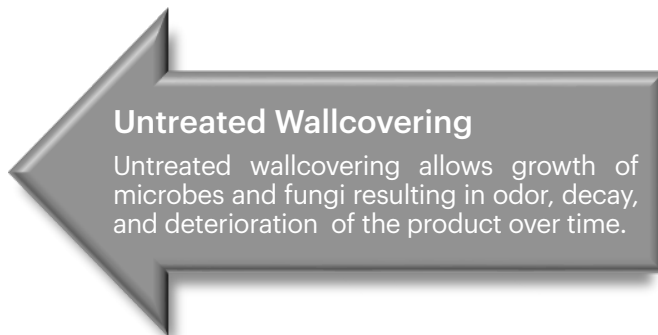 Untreated Wallcovering
Untreated wallcovering allows growth of
microbes and fungi resulting in odor, decay,
and deterioration of the product over time.